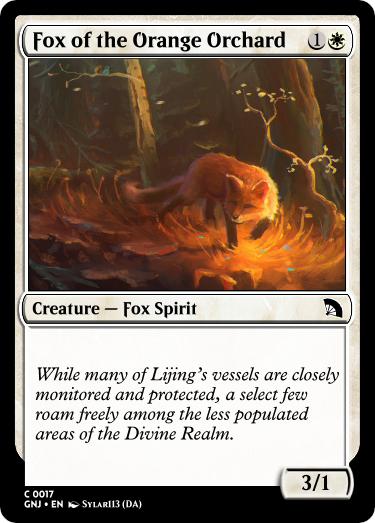 Fox of the Orange Orchard 1
Creature — Fox Spirit
While many of Lijing's vessels are closely
monitored and protected, a select few
roam freely among the less populated
areas of the Divine Realm.
3/1
C 0017
GNJ • EN Sylar113 (DA)